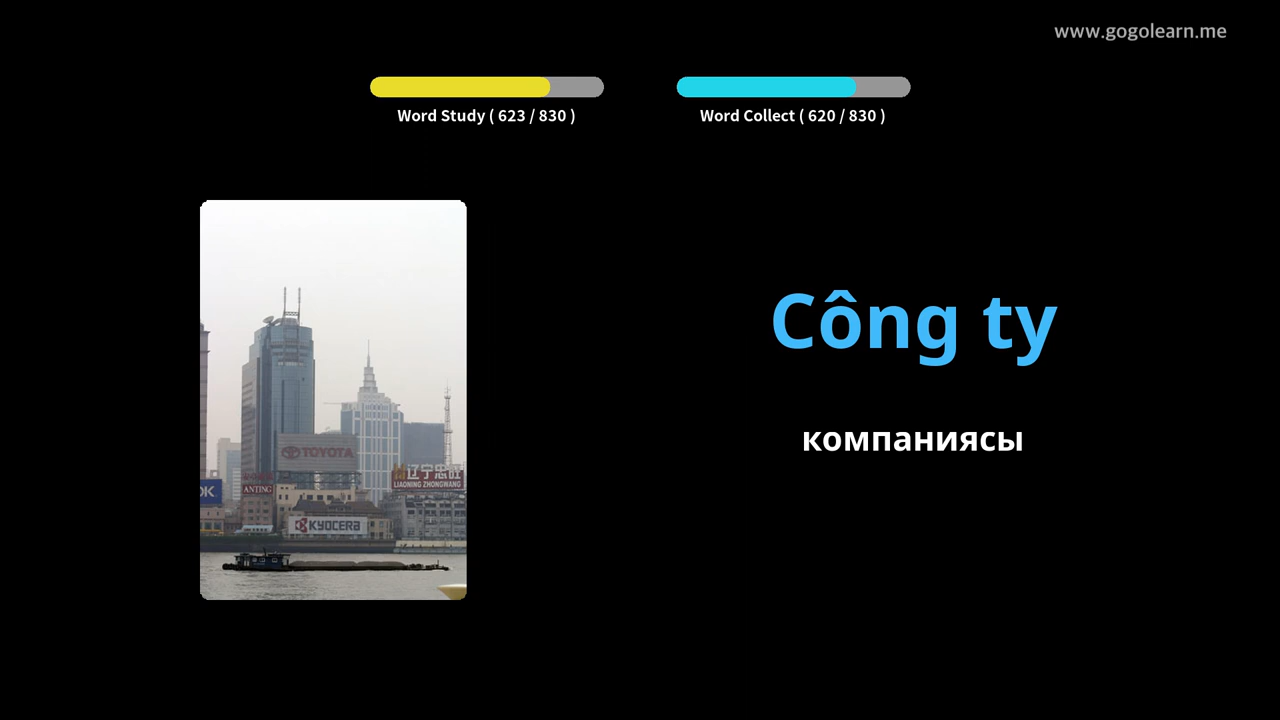 www.gogolearn.me
Word Study ( 623 / 830 )
Word Collect ( 620 / 830 )
Công ty
компаниясы
TOYOTA
辽宁忠旺
LIAONING ZHONGWANG
OK
ANTING
KYOCERA